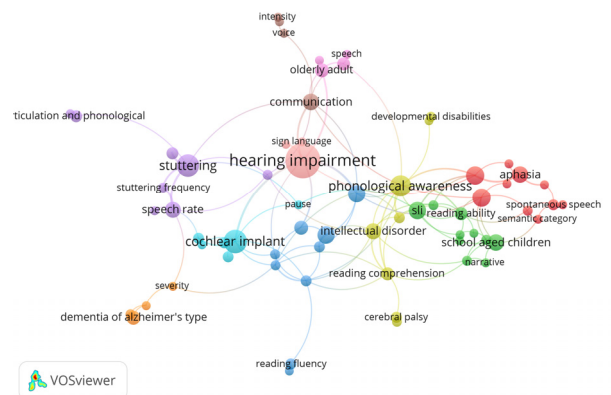 intensity
voice
speech
olderly adult
communication
ticulation and phonological
developmental disabilities
sign language
hearing impairment
stuttering
aphasia
phonological awareness
stuttering frequency
pause
spontaneous speech
speech rate
sli
reading ability
semantic category
intellectual disorder
cochlear implant
school aged children
narrative
reading comprehension
severity
dementia of alzheimer's type
cerebral palsy
reading fluency
VOSviewer